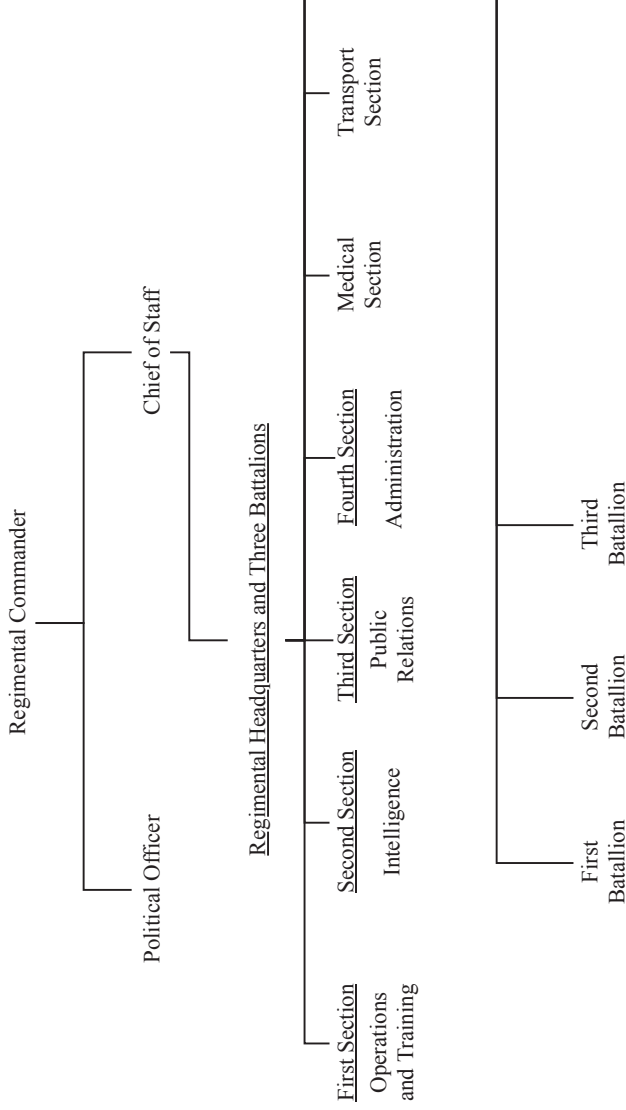 Regimental Commander
Political Officer
Chief of Staff
Regimental Headquarters and Three Battalions
First Section
Operations
and Training
Second Section
Intelligence
Third Section
Public
Relations
Fourth Section
Administration
Medical
Section
Transport
Section
First
Batallion
Second
Batallion
Third
Batallion